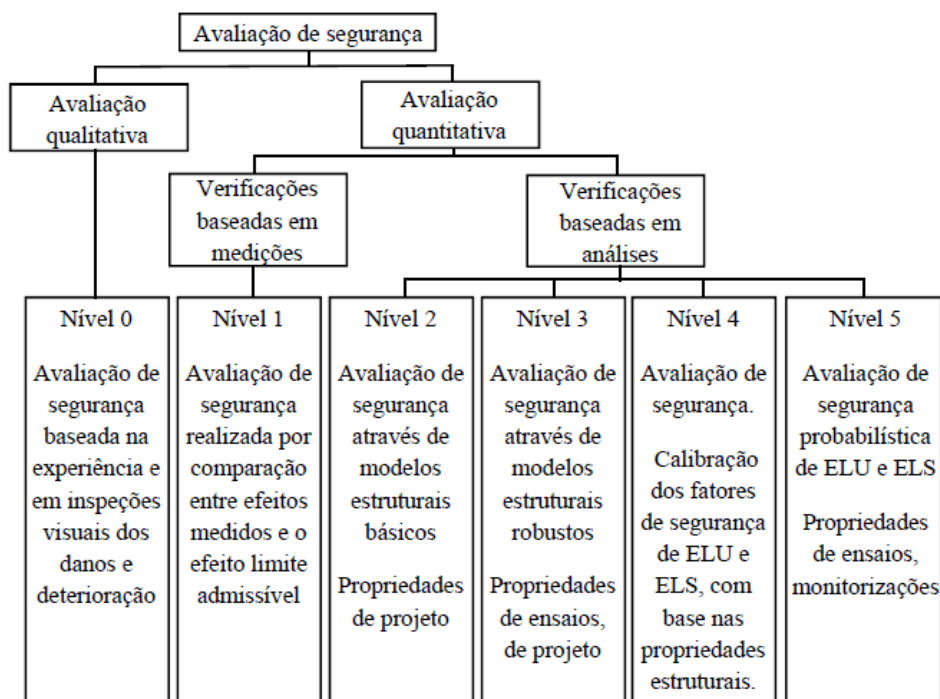 Avaliação de segurança
Avaliação
qualitativa
Avaliação
quantitativa
Verificações
baseadas em
medições
Verificações
baseadas em
análises
Nível 0
Avaliação de
segurança
baseada na
experiência e
em inspeções
visuais dos
danos e
deterioração
Nível 1
Avaliação de
segurança
realizada por
comparação
entre efeitos
medidos e o
efeito limite
admissível
Nível 2
Avaliação de
segurança
através de
modelos
estruturais
básicos
Propriedades
de projeto
Nível 3
Avaliação de
segurança
através de
modelos
estruturais
robustos
Propriedades
de ensaios,
de projeto
Nível 4
Avaliação de
segurança.
Calibração
dos fatores
de segurança
de ELU e
ELS, com
base nas
propriedades
estruturais.
Nível 5
Avaliação de
segurança
probabilística
de ELU e ELS
Propriedades
de ensaios,
monitorizações